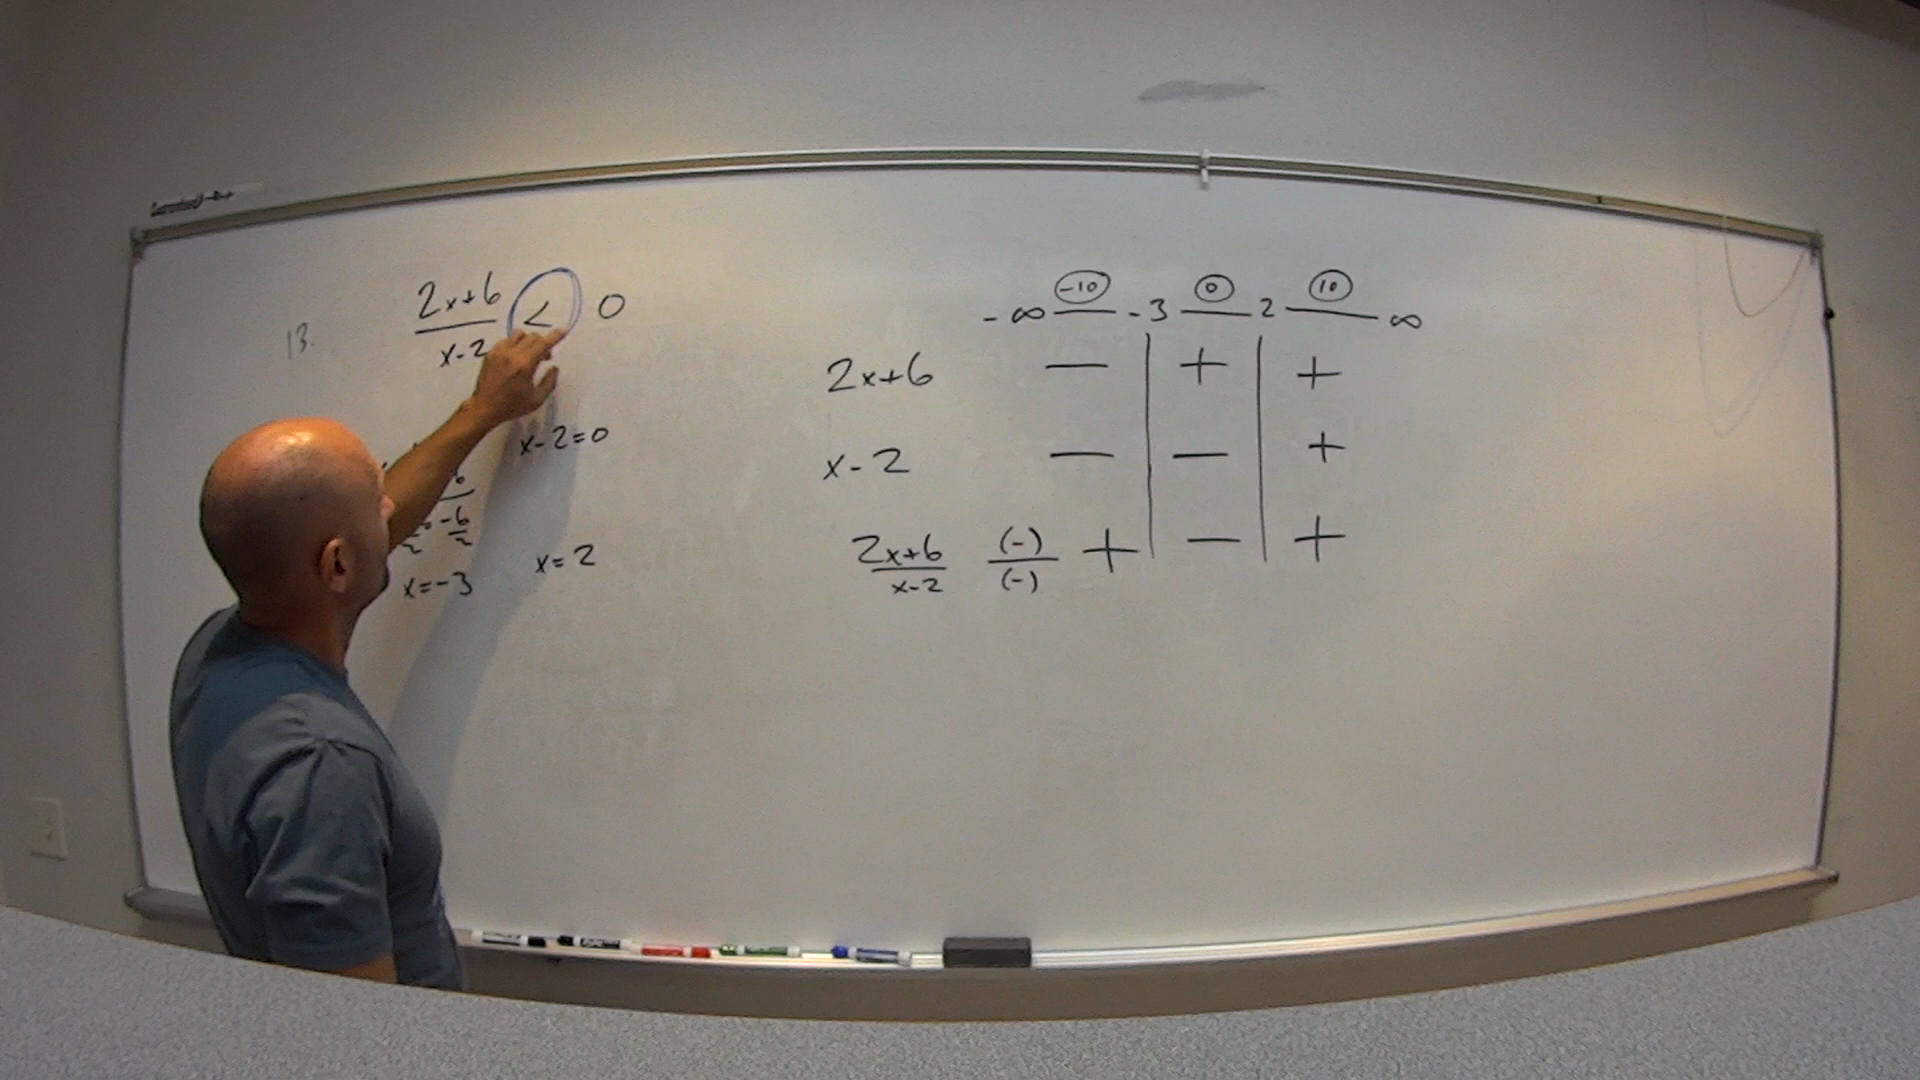 13.
2x+6
< 0
x-2
x-2=0
-6
2
x=-3
x=2
-∞ -10 -3 0 2 10 ∞
2x+6 — + +
x-2 — — +
2x+6 (-) + — +
x-2 (-)